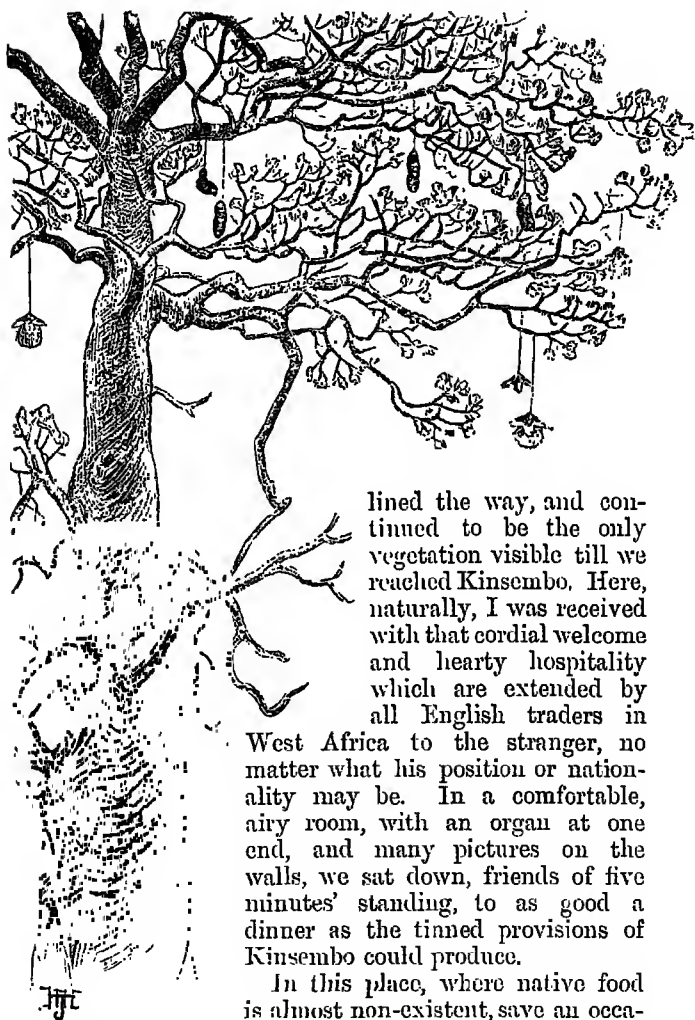 lined the way, and con-
tinued to be the only
vegetation visible till we
reached Kinsembo. Here,
naturally, I was received
with that cordial welcome
and hearty hospitality
which are extended by
all English traders in
West Africa to the stranger, no
matter what his position or nation-
ality may be. In a comfortable,
airy room, with an organ at one
end, and many pictures on the
walls, we sat down, friends of five
minutes' standing, to as good a
dinner as the tinned provisions of
Kinsembo could produce.
In this place, where native food
is almost non-existent, save an occa-